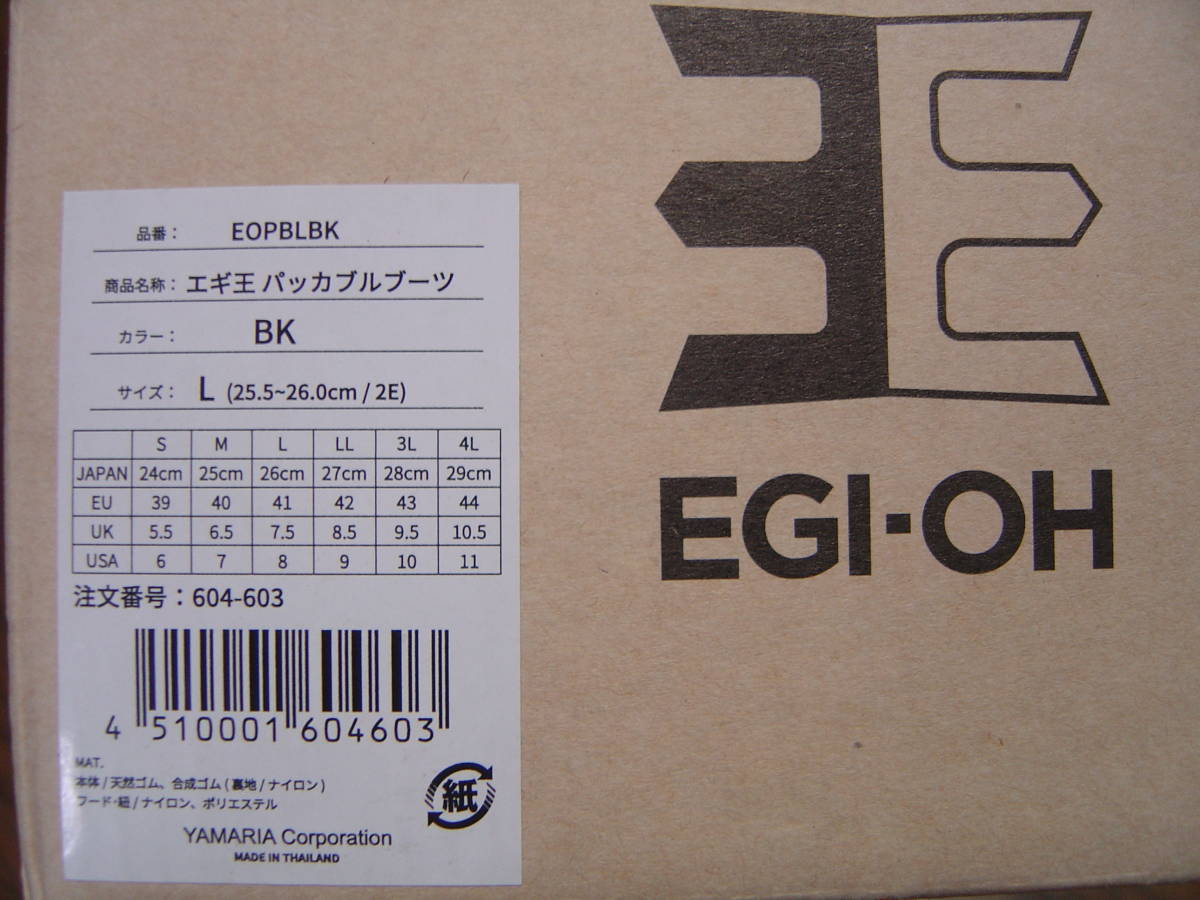 品番： EOPBLBK
商品名称： エギ王 パッカブルブーツ
カラー： BK
サイズ： L (25.5~26.0cm / 2E)
S M L LL 3L 4L
JAPAN 24cm 25cm 26cm 27cm 28cm 29cm
EU 39 40 41 42 43 44
UK 5.5 6.5 7.5 8.5 9.5 10.5
USA 6 7 8 9 10 11
注文番号：604-603
4 510001 604603
MAT.
本体/天然ゴム、合成ゴム(裏地/ナイロン)
フード・紐/ナイロン、ポリエステル
紙
YAMARIA Corporation
MADE IN THAILAND
王
EGI-OH